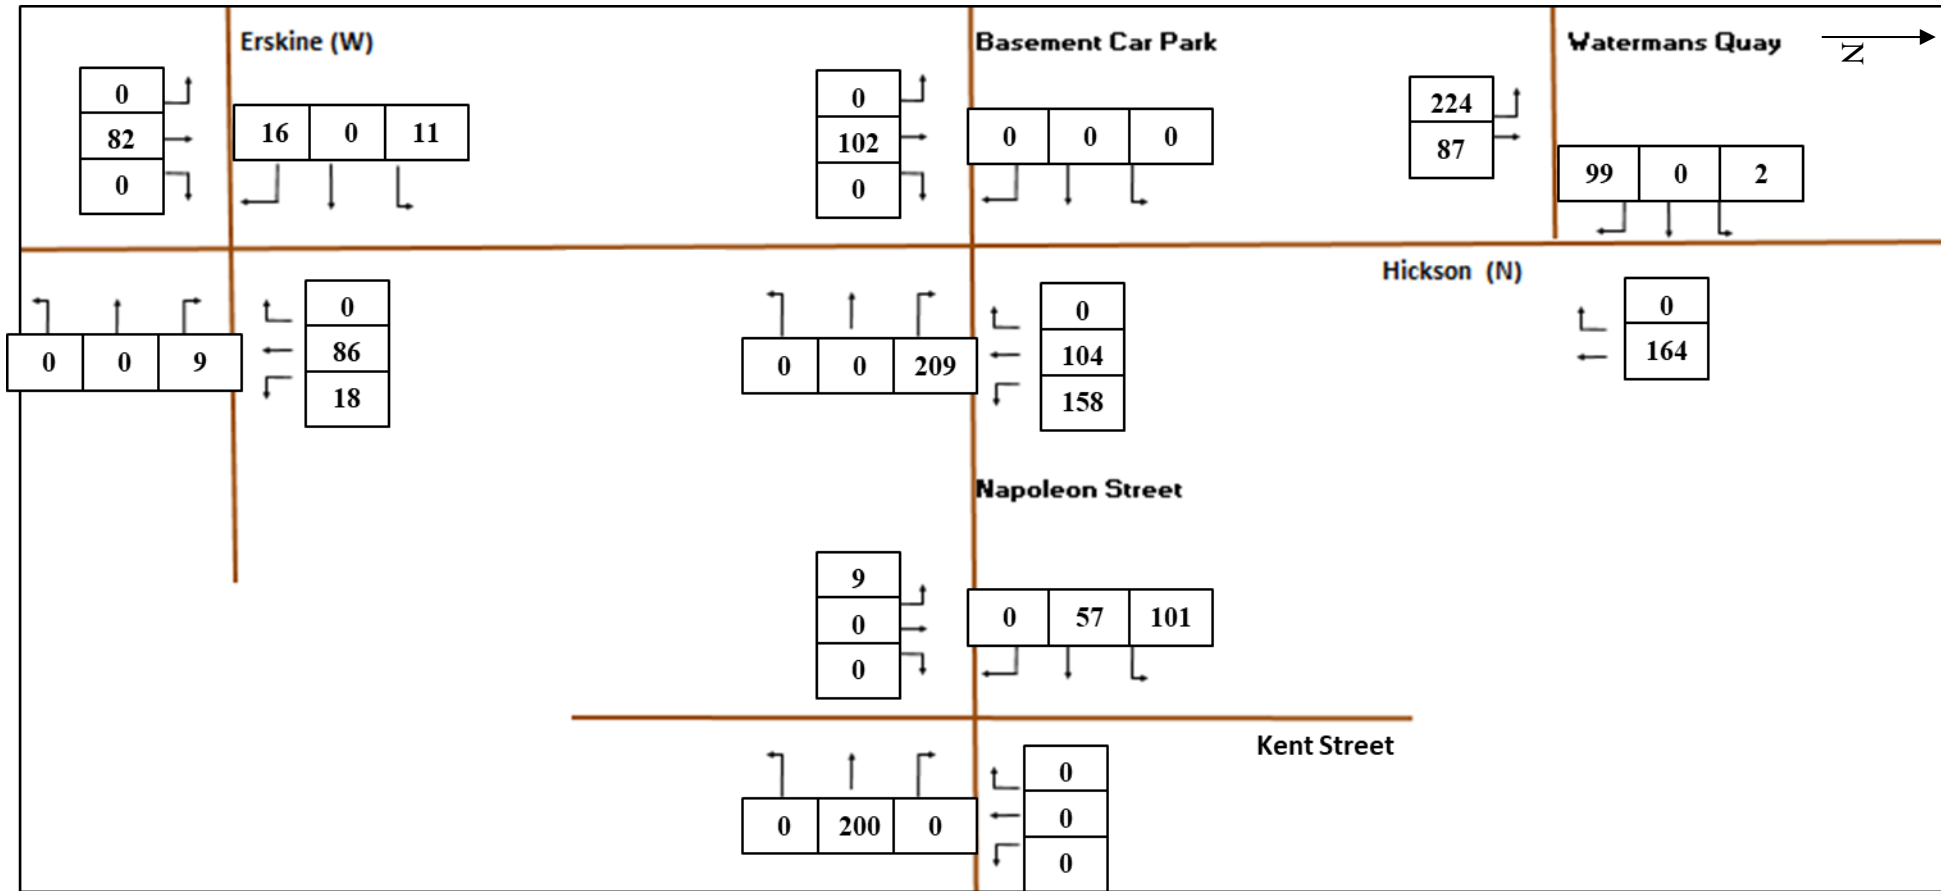 Erskine (W)
Basement Car Park
Watermans Quay
N
0
82
0
16 0 11
0
102
0
0 0 0
224
87
99 0 2
Hickson (N)
0 0 9
0
86
18
0 0 209
0
104
158
0
164
Napoleon Street
9
0
0
0 57 101
Kent Street
0 200 0
0
0
0